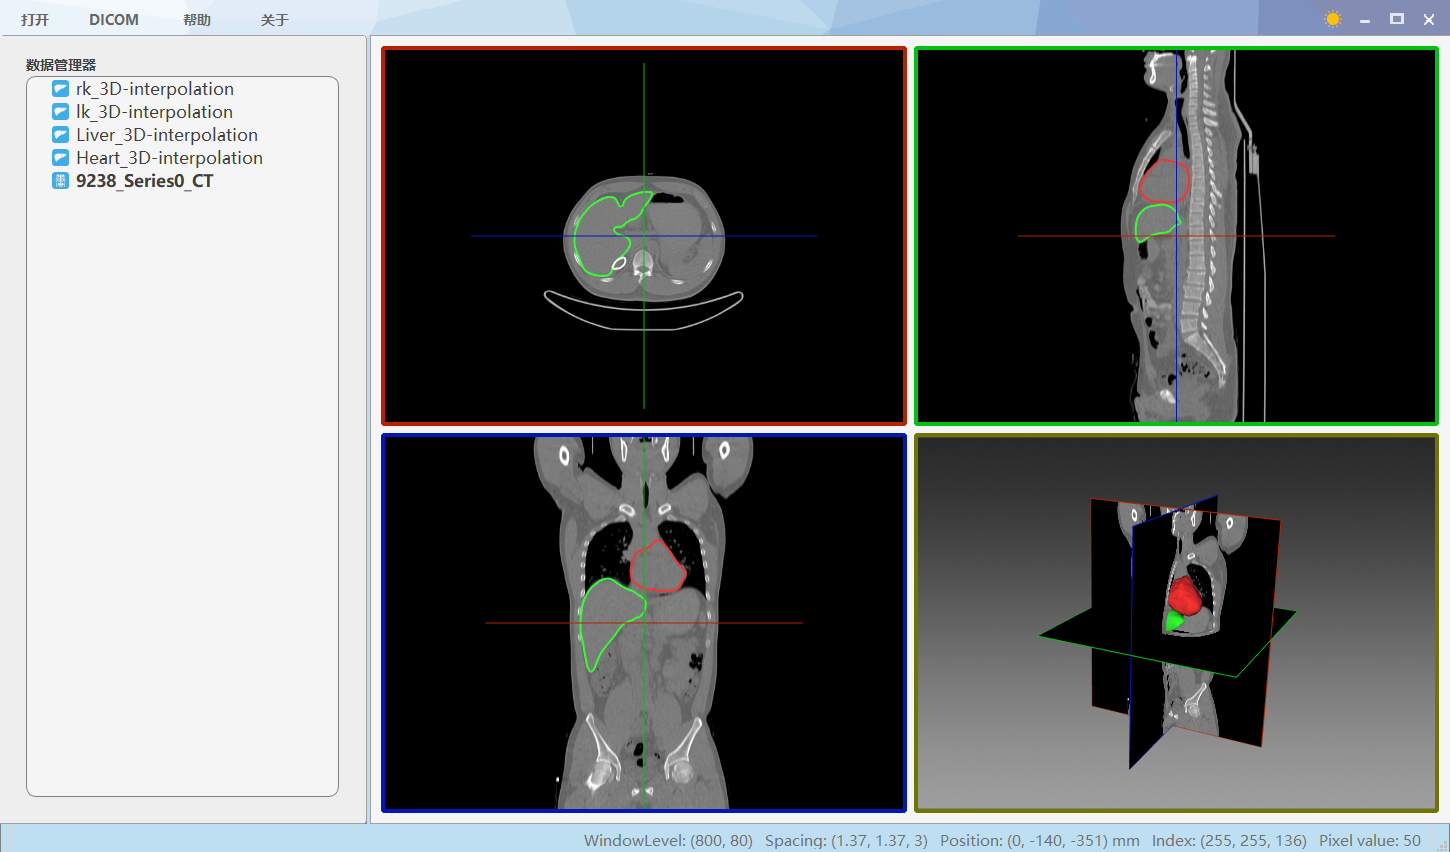 打开 DICOM 帮助 关于
数据管理器
rk_3D-interpolation
lk_3D-interpolation
Liver_3D-interpolation
Heart_3D-interpolation
9238_Series0_CT
WindowLevel: (800, 80) Spacing: (1.37, 1.37, 3) Position: (0, -140, -351) mm Index: (255, 255, 136) Pixel value: 50